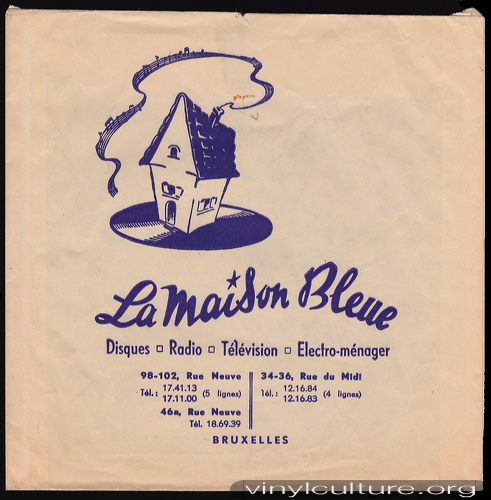 La Maison Bleue
Disques □ Radio □ Télévision □ Electro-ménager
98-102, Rue Neuve
Tél.: 17.41.13 (5 lignes)
17.11.00
46a, Rue Neuve
Tél. 18.69.39
34-36, Rue du Midi
Tél.: 12.16.84 (4 lignes)
12.16.83
BRUXELLES
vinylculture.org